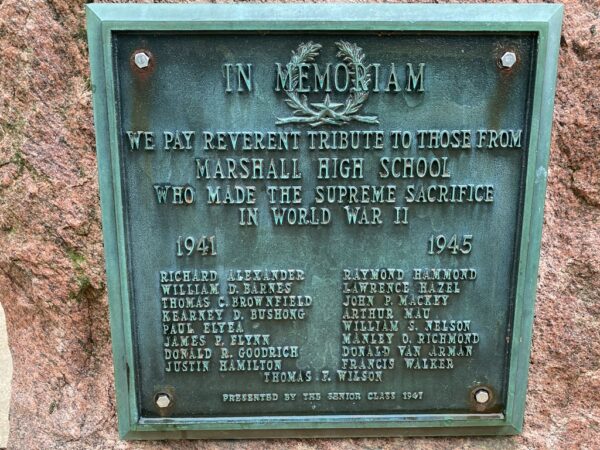 IN MEMORIAM
WE PAY REVERENT TRIBUTE TO THOSE FROM
MARSHALL HIGH SCHOOL
WHO MADE THE SUPREME SACRIFICE
IN WORLD WAR II
1941 1945
RICHARD ALEXANDER RAYMOND HAMMOND
WILLIAM D. BARNES LAWRENCE HAZEL
THOMAS C. BROWNFIELD JOHN P. MACKEY
KEARNEY D. BUSHONG ARTHUR MAU
PAUL ELYEA WILLIAM S. NELSON
JAMES P. FLYNN MANLEY O. RICHMOND
DONALD R. GOODRICH DONALD VAN ARMAN
JUSTIN HAMILTON FRANCIS WALKER
THOMAS F. WILSON
PRESENTED BY THE SENIOR CLASS 1947